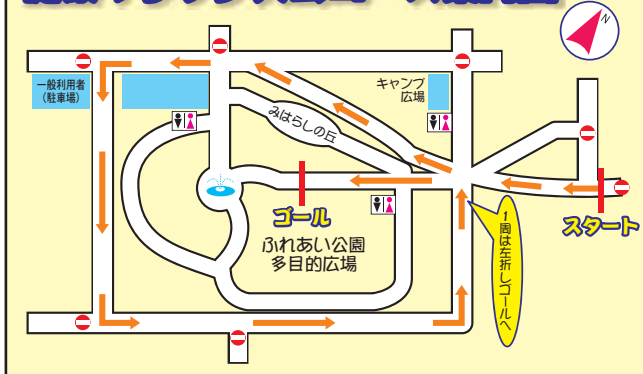 N
一般利用者
(駐車場)
キャンプ
広場
みはらしの丘
ゴール
スタート
ふれあい公園
多目的広場
1周は左折しゴールへ